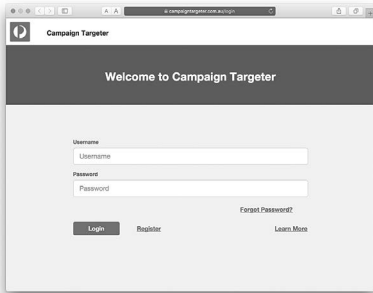 campaigntargeter.com.au/login
Campaign Targeter
Welcome to Campaign Targeter
Username
Username
Password
Password
Forgot Password?
Login Register Learn More